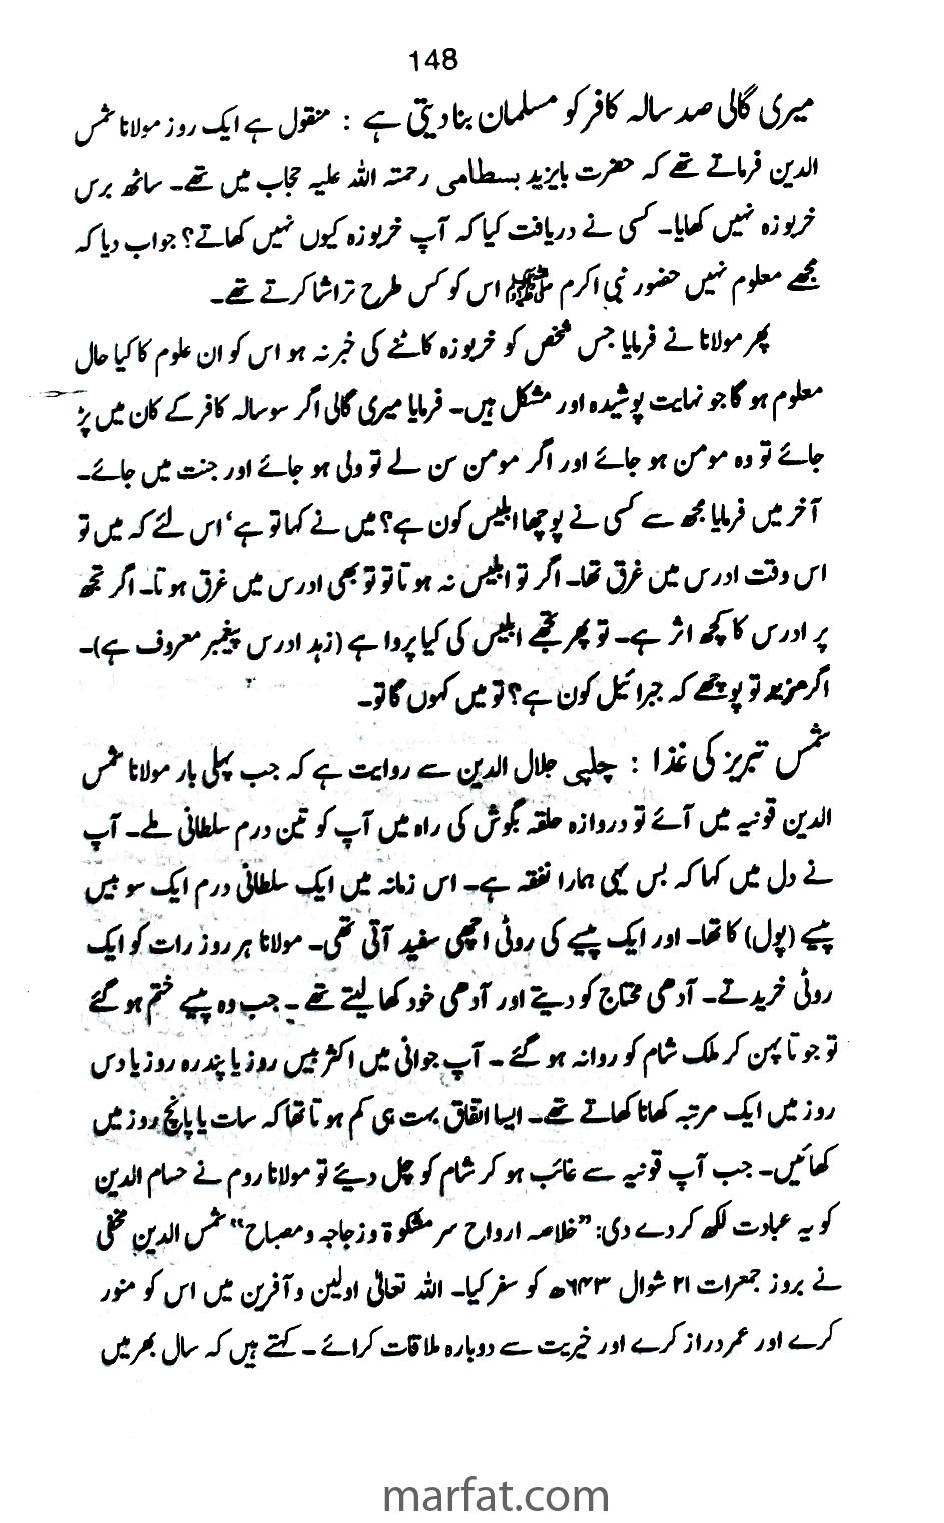 148
میری گالی صد سالہ کافر کو مسلمان بنا دیتی ہے : منقول ہے ایک روز مولانا شمس
الدین فرماتے تھے کہ حضرت بایزید بسطامی رحمتہ اللہ علیہ حجاب میں تھے۔ ساٹھ برس
خربوزہ نہیں کھایا۔ کسی نے دریافت کیا کہ آپ خربوزہ کیوں نہیں کھاتے؟ جواب دیا کہ
مجھے معلوم نہیں حضور نبی اکرم ﷺ اس کو کس طرح تراشا کرتے تھے۔
پھر مولانا نے فرمایا جس شخص کو خربوزہ کاٹنے کی خبر نہ ہو اس کو ان علوم کا کیا حال
معلوم ہو گا جو نہایت پوشیدہ اور مشکل ہیں۔ فرمایا میری گالی اگر سو سالہ کافر کے کان میں پڑ
جائے تو وہ مومن ہو جائے اور اگر مومن سن لے تو ولی ہو جائے اور جنت میں جائے۔
آخر میں فرمایا مجھ سے کسی نے پوچھا ابلیس کون ہے؟ میں نے کہا تو ہے‘ اس لئے کہ میں تو
اس وقت ادرس میں غرق تھا۔ اگر تو ابلیس نہ ہوتا تو تو بھی ادرس میں غرق ہوتا۔ اگر تجھ
پر ادرس کا کچھ اثر ہے۔ تو پھر تجھے ابلیس کی کیا پروا ہے (زہد ادرس پیغمبر معروف ہے)۔
اگر مزید تو پوچھے کہ جبرائیل کون ہے؟ تو میں کہوں گا تو۔
شمس تبریز کی غذا : چلپی جلال الدین سے روایت ہے کہ جب پہلی بار مولانا شمس
الدین قونیہ میں آئے تو دروازہ حلقہ بگوش کی راہ میں آپ کو تین درم سلطانی ملے۔ آپ
نے دل میں کہا کہ بس یہی ہمارا نفقہ ہے۔ اس زمانہ میں ایک سلطانی درم ایک سو بیس
پیسے (پول) کا تھا۔ اور ایک پیسے کی روٹی اچھی سفید آتی تھی۔ مولانا ہر روز رات کو ایک
روٹی خریدتے۔ آدھی محتاج کو دیتے اور آدھی خود کھا لیتے تھے۔ جب وہ پیسے ختم ہو گئے
تو جوتا پہن کر ملک شام کو روانہ ہو گئے۔ آپ جوانی میں اکثر بیس روز یا پندرہ روز یا دس
روز میں ایک مرتبہ کھانا کھاتے تھے۔ ایسا اتفاق بہت ہی کم ہوتا تھا کہ سات یا پانچ روز میں
کھائیں۔ جب آپ قونیہ سے غائب ہو کر شام کو چل دیئے تو مولانا روم نے حسام الدین
کو یہ عبادت لکھ کر دے دی: ”خلاصہ ارواح سر مشکوۃ و زجاجہ و مصباح“ شمس الدین مخفی
نے بروز جمعرات ۲۱ شوال ۶۴۳ھ کو سفر کیا۔ اللہ تعالیٰ اولین و آفرین میں اس کو منور
کرے اور عمر دراز کرے اور خیریت سے دوبارہ ملاقات کرائے۔ کہتے ہیں کہ سال بھر میں
marfat.com